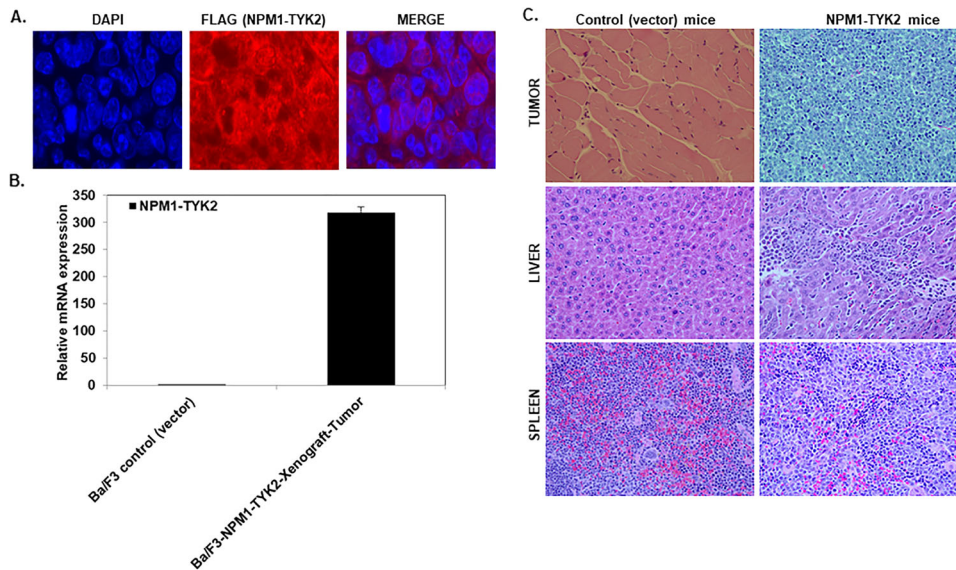 A.
DAPI
FLAG (NPM1-TYK2)
MERGE
B.
Relative mRNA expression
350
300
250
200
150
100
50
0
NPM1-TYK2
Ba/F3 control (vector)
Ba/F3-NPM1-TYK2-Xenograft-Tumor
C.
Control (vector) mice
NPM1-TYK2 mice
TUMOR
LIVER
SPLEEN